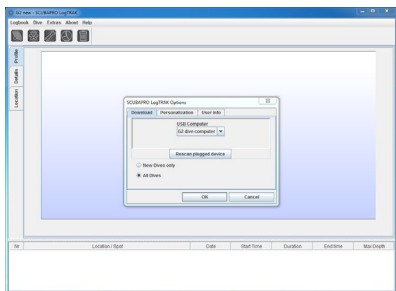 G2 view - SCUBAPRO LogTRAK
Logbook Dive Extras About Help
Profile
Details
Location
SCUBAPRO LogTRAK Options
Download Personalization User info
USB Computer
G2 dive computer
Rescan plugged device
New Dives only
All Dives
OK Cancel
Nr Location / Spot Date Start Time Duration End time Max Depth